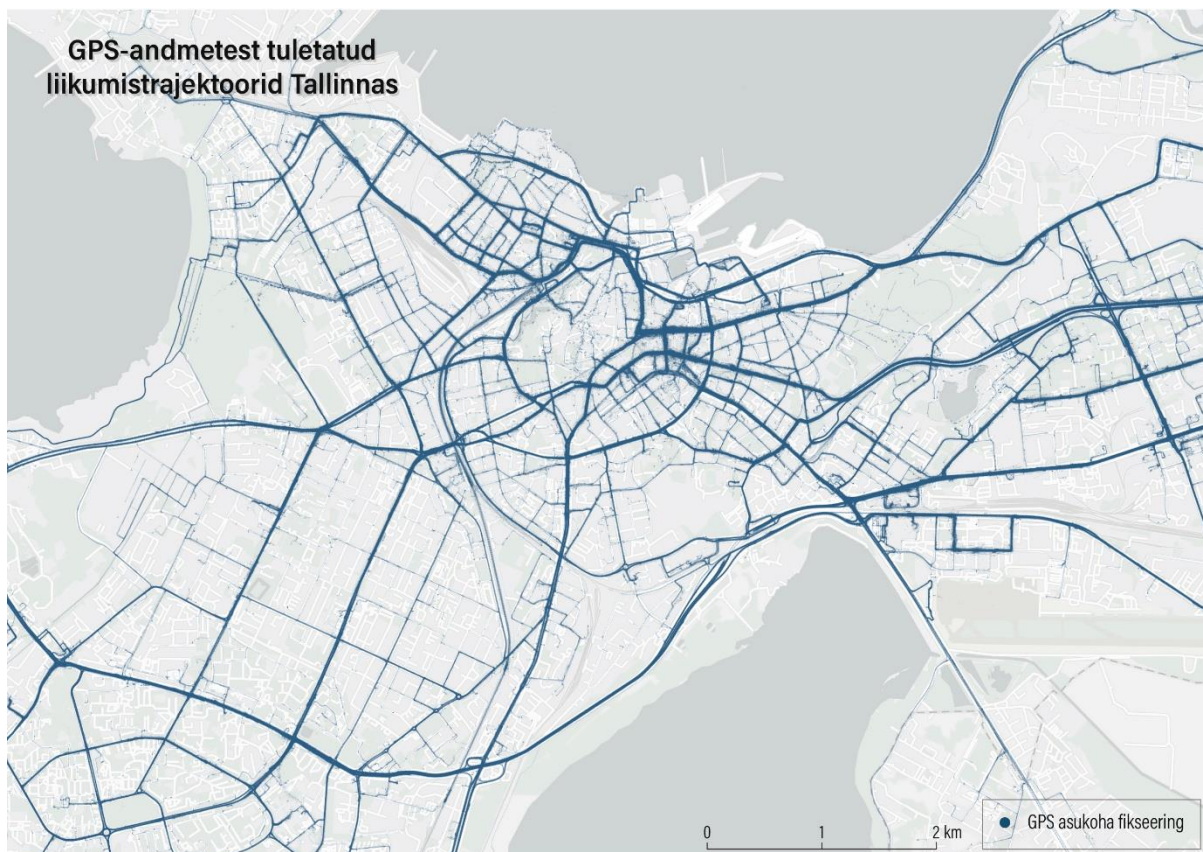 GPS-andmetest tuletatud
liikumistrajektoorid Tallinnas
0 1 2 km
GPS asukoha fikseering